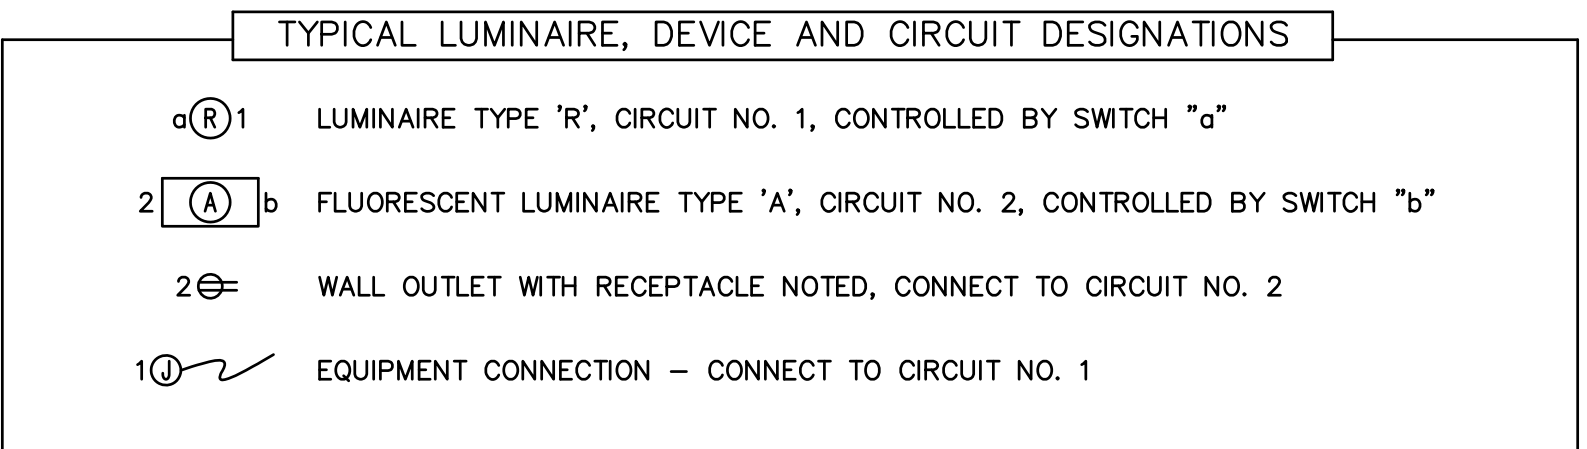 TYPICAL LUMINAIRE, DEVICE AND CIRCUIT DESIGNATIONS
a R 1 LUMINAIRE TYPE 'R', CIRCUIT NO. 1, CONTROLLED BY SWITCH "a"
2 A b FLUORESCENT LUMINAIRE TYPE 'A', CIRCUIT NO. 2, CONTROLLED BY SWITCH "b"
2 WALL OUTLET WITH RECEPTACLE NOTED, CONNECT TO CIRCUIT NO. 2
1 J EQUIPMENT CONNECTION – CONNECT TO CIRCUIT NO. 1